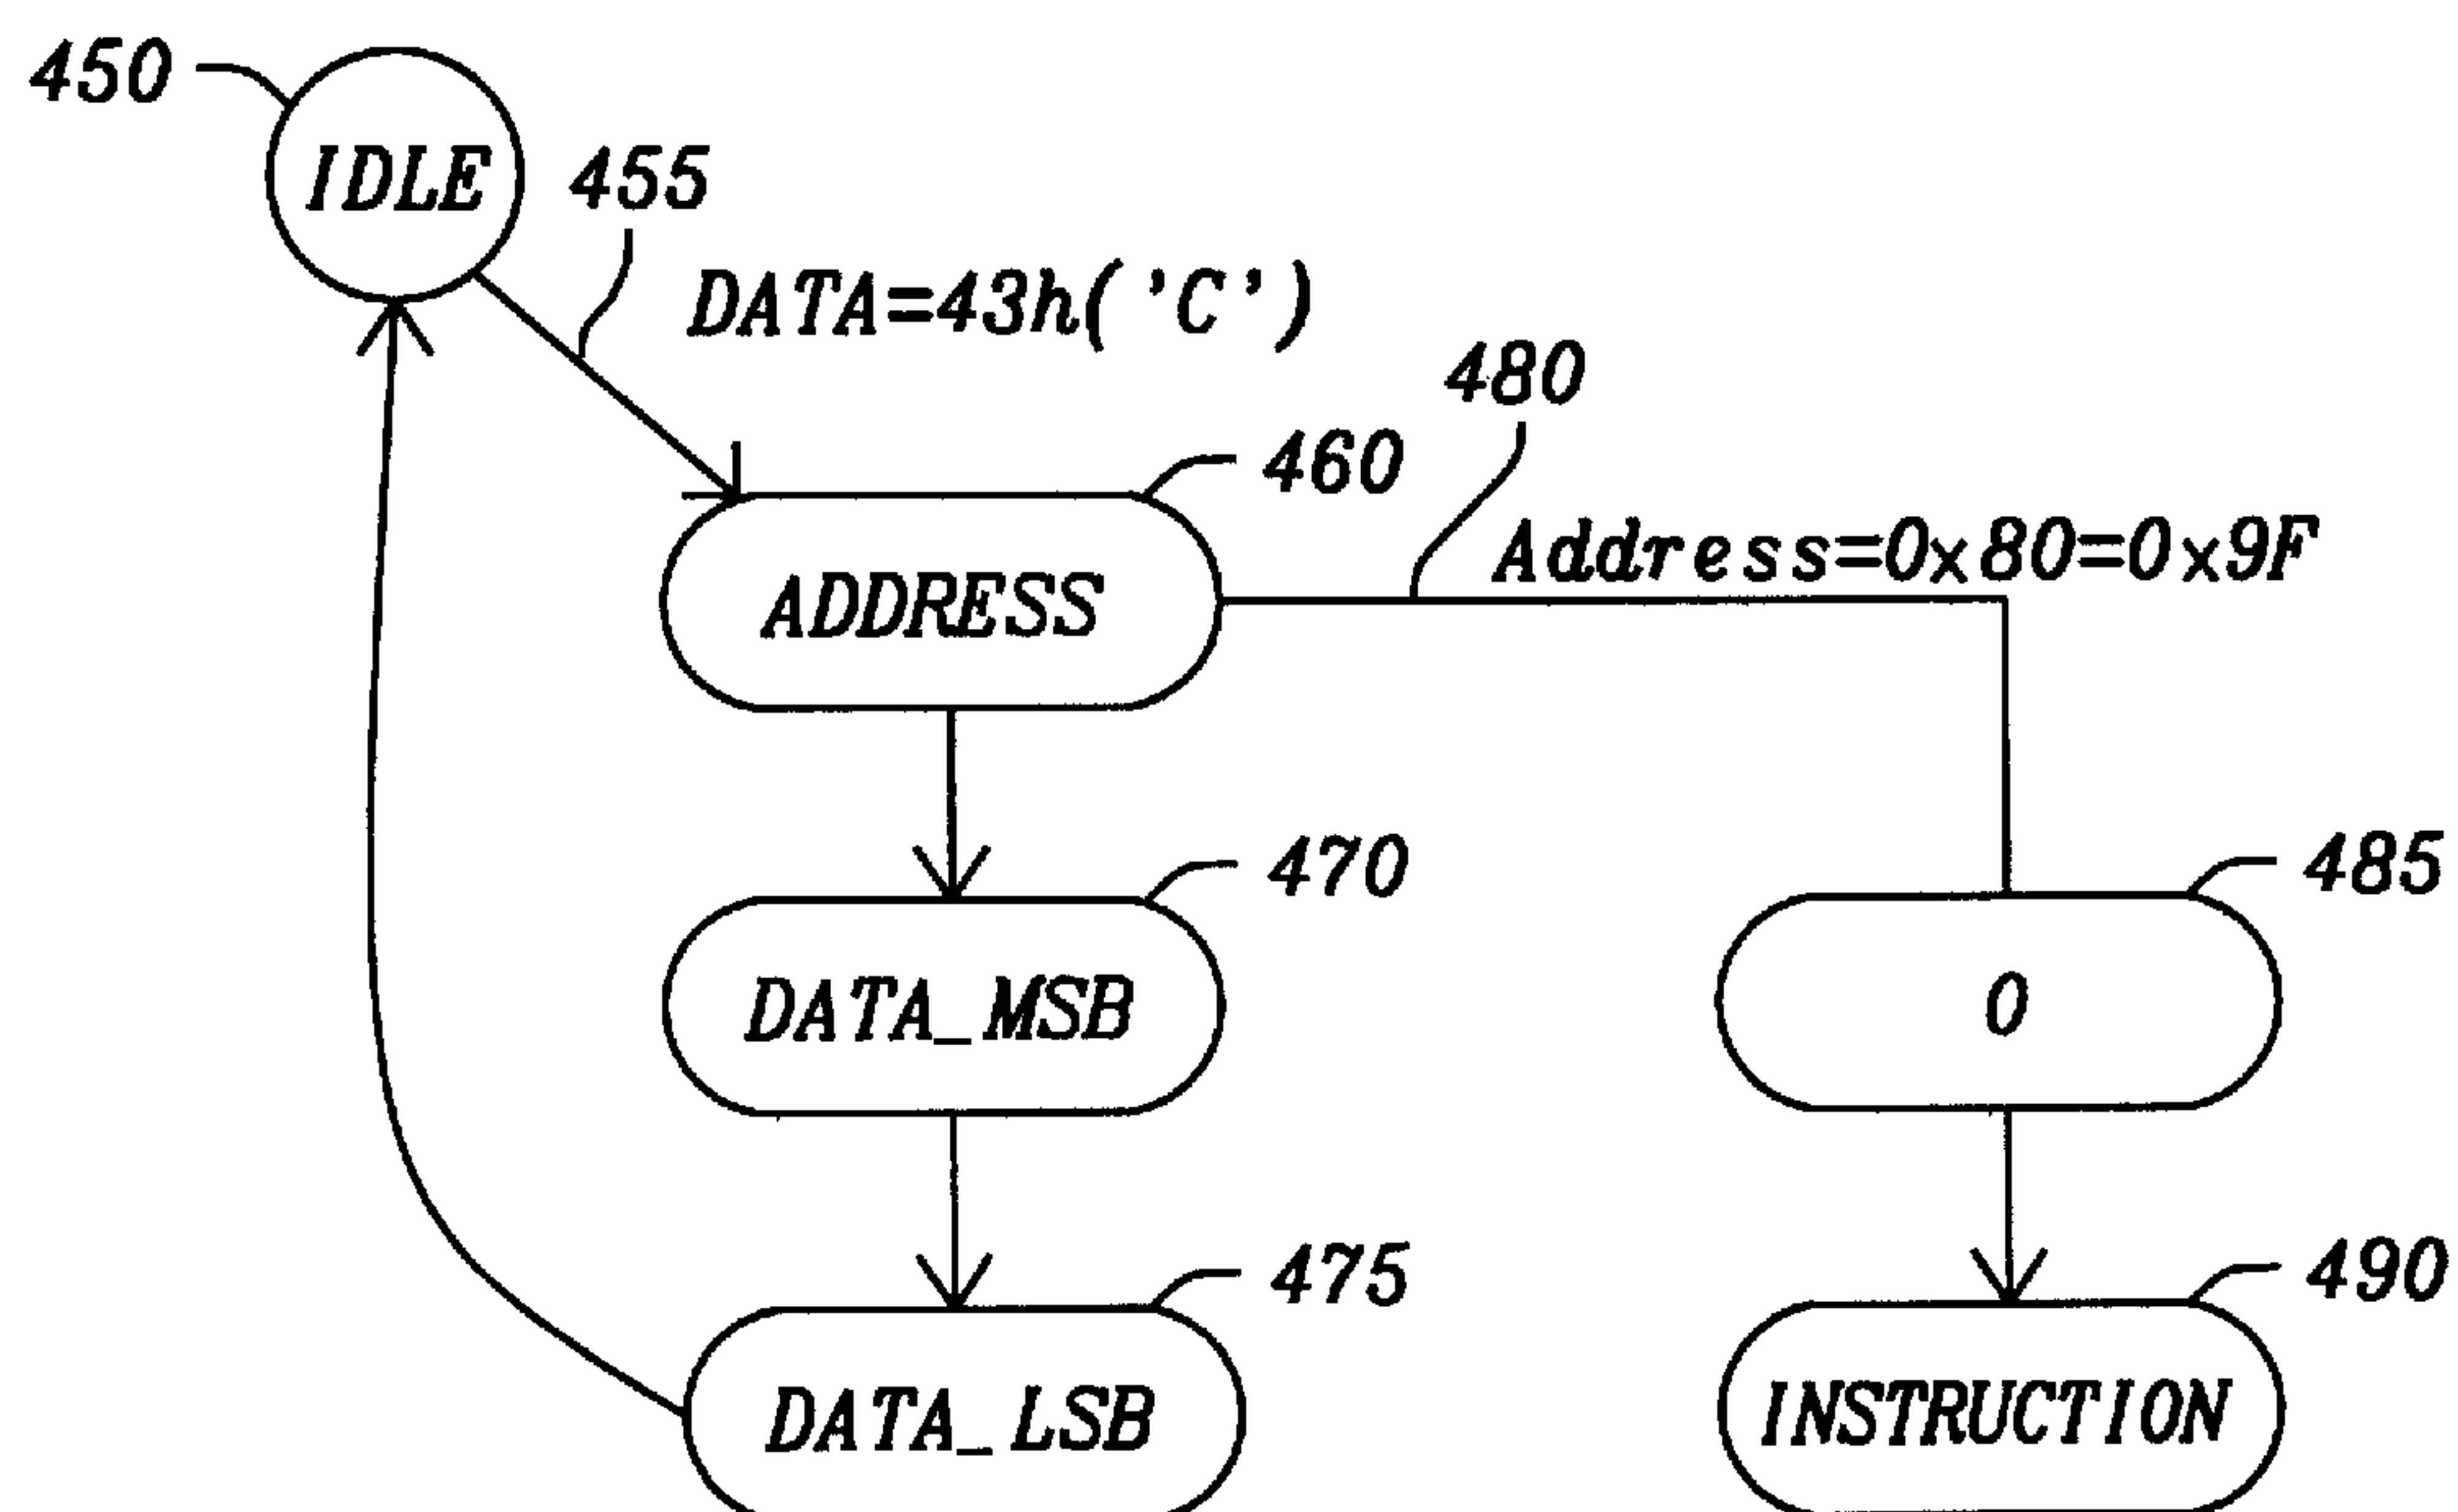 450
IDLE
455
DATA=43h('C')
480
460
Address=0x80=0x9F
ADDRESS
470
485
DATA_MSB
0
475
490
DATA_LSB
INSTRUCTION